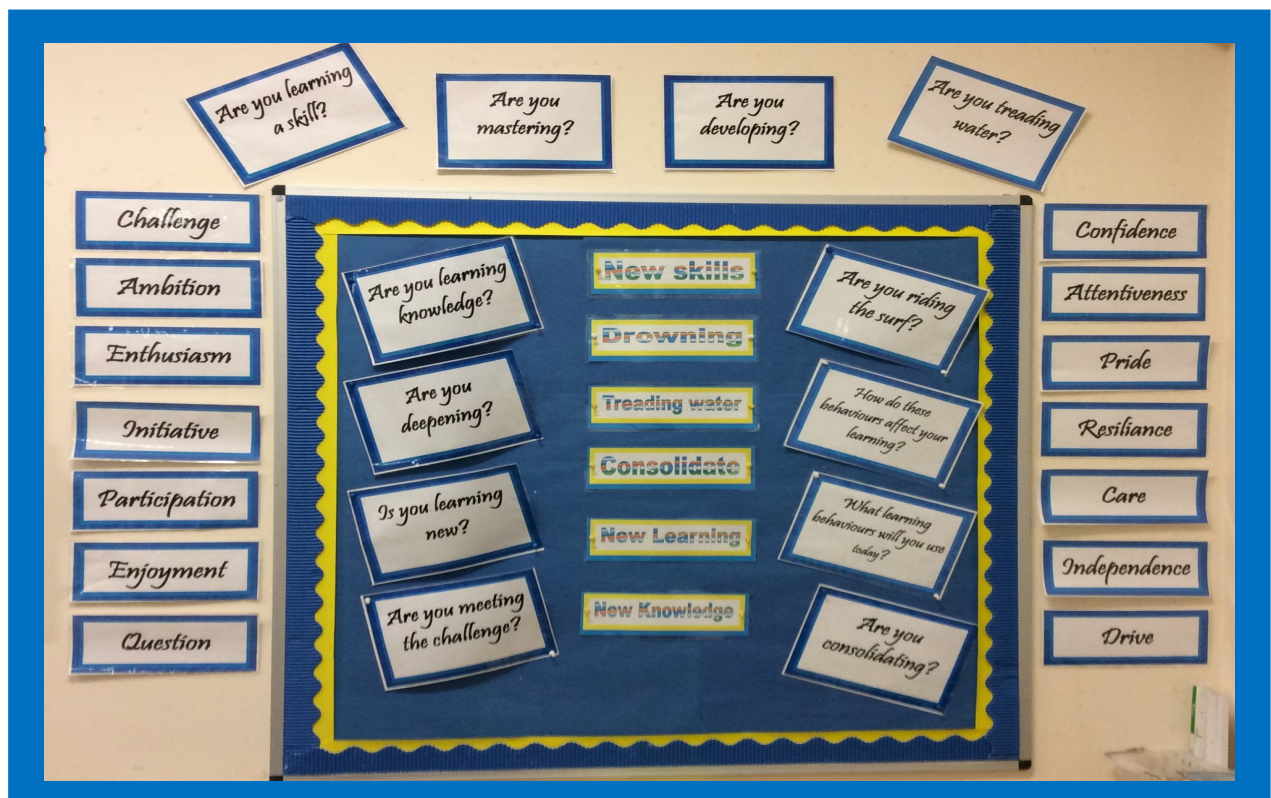 Are you learning
a skill?
Are you
mastering?
Are you
developing?
Are you treading
water?
Challenge
Ambition
Enthusiasm
Initiative
Participation
Enjoyment
Question
Are you learning
knowledge?
Are you
deepening?
Is you learning
new?
Are you meeting
the challenge?
New skills
Drowning
Treading water
Consolidate
New Learning
New Knowledge
Are you riding
the surf?
How do these
behaviours affect your
learning?
What learning
behaviours will you use
today?
Are you
consolidating?
Confidence
Attentiveness
Pride
Resiliance
Care
Independence
Drive